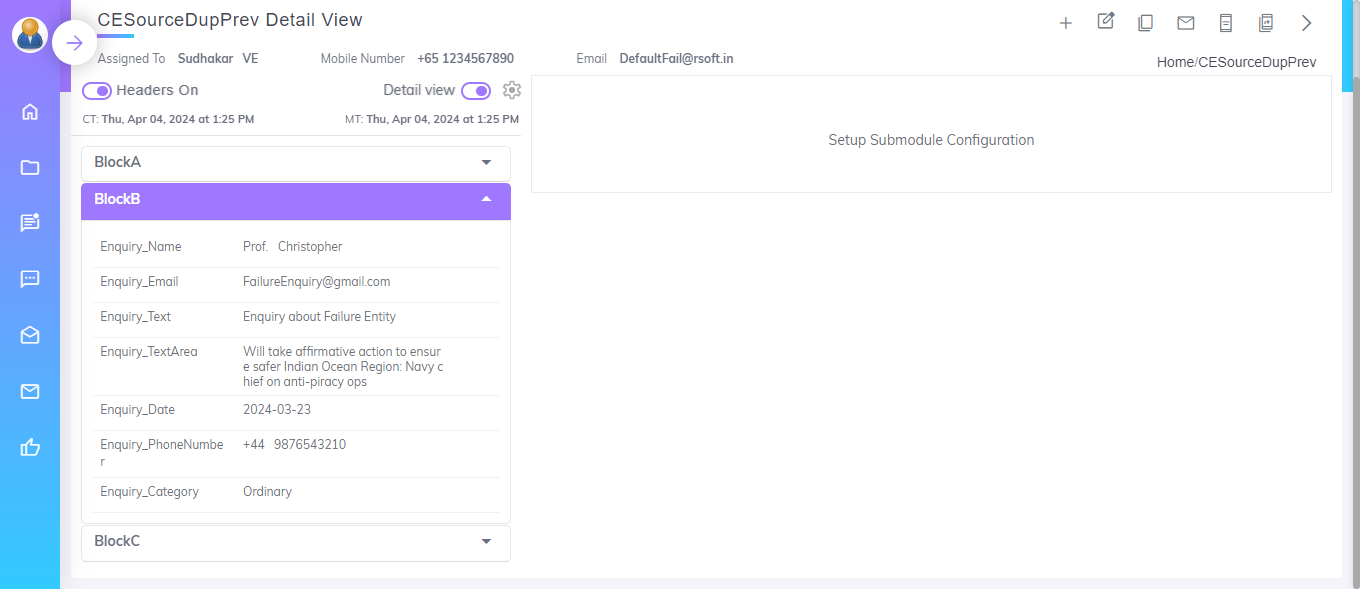 CESourceDupPrev Detail View
Assigned To Sudhakar VE Mobile Number +65 1234567890 Email DefaultFail@rsoft.in
Home/CESourceDupPrev
Headers On Detail view
CT: Thu, Apr 04, 2024 at 1:25 PM MT: Thu, Apr 04, 2024 at 1:25 PM
Setup Submodule Configuration
BlockA
BlockB
Enquiry_Name Prof. Christopher
Enquiry_Email FailureEnquiry@gmail.com
Enquiry_Text Enquiry about Failure Entity
Enquiry_TextArea Will take affirmative action to ensur
e safer Indian Ocean Region: Navy c
hief on anti-piracy ops
Enquiry_Date 2024-03-23
Enquiry_PhoneNumbe +44 9876543210
r
Enquiry_Category Ordinary
BlockC